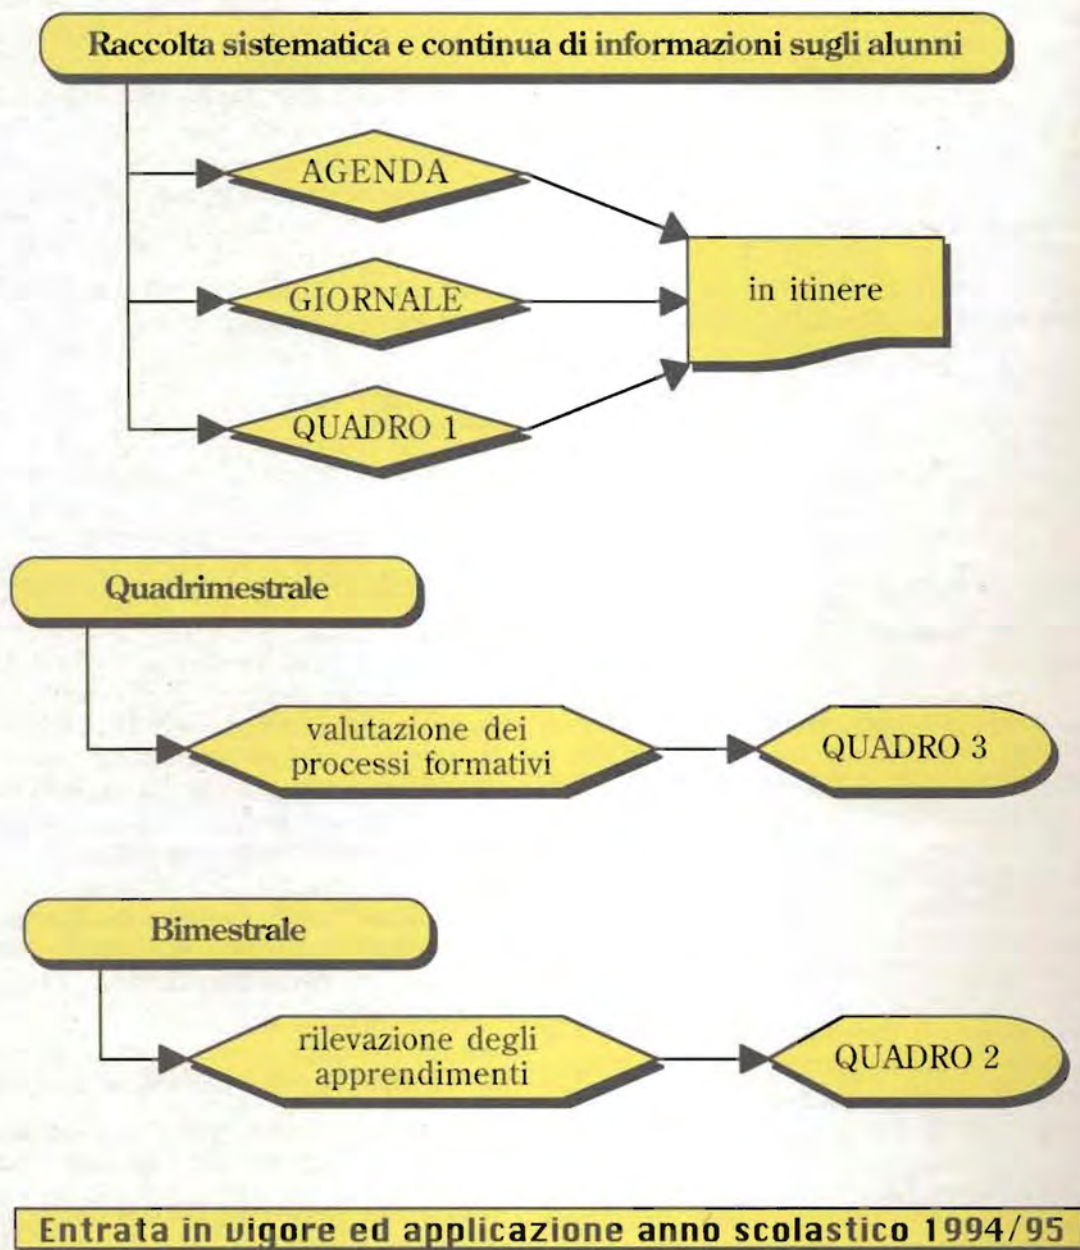 Raccolta sistematica e continua di informazioni sugli alunni
AGENDA
GIORNALE
QUADRO 1
in itinere
Quadrimestrale
valutazione dei
processi formativi
QUADRO 3
Bimestrale
rilevazione degli
apprendimenti
QUADRO 2
Entrata in vigore ed applicazione anno scolastico 1994/95